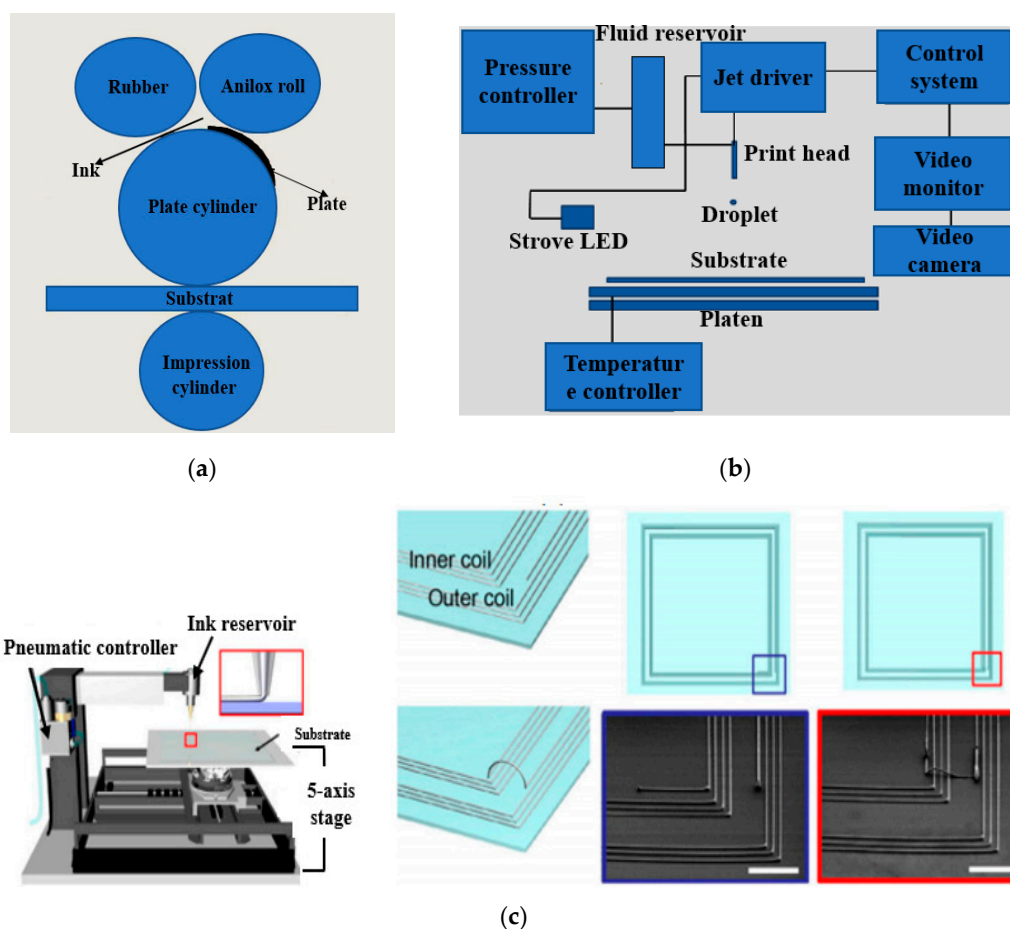 Rubber
Anilox roll
Ink
Plate
Plate cylinder
Substrat
Impression
cylinder
(a)
Fluid reservoir
Pressure
controller
Jet driver
Control
system
Print head
Video
monitor
Droplet
Strove LED
Video
camera
Substrate
Platen
Temperatur
e controller
(b)
Ink reservoir
Pneumatic controller
Substrate
5-axis
stage
Inner coil
Outer coil
(c)